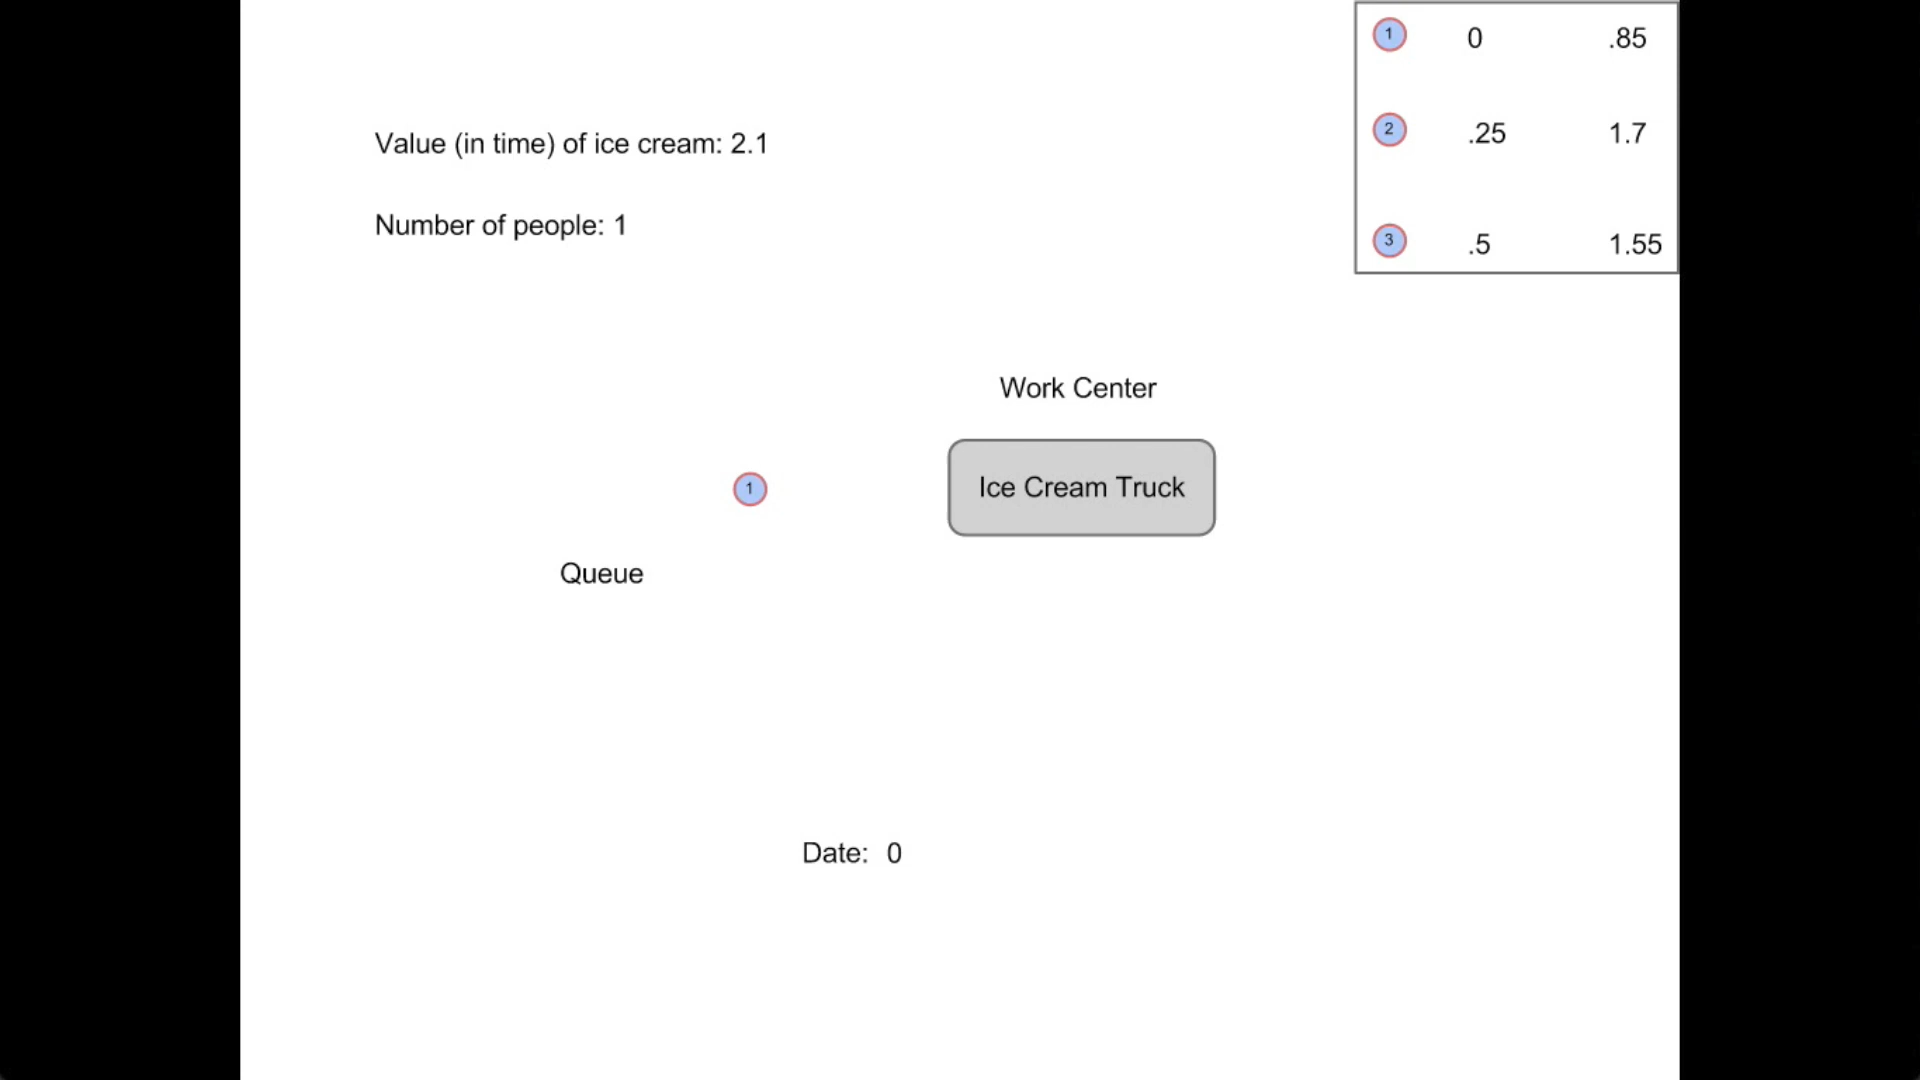 1 0 .85
Value (in time) of ice cream: 2.1
2 .25 1.7
Number of people: 1
3 .5 1.55
Work Center
1
Ice Cream Truck
Queue
Date: 0